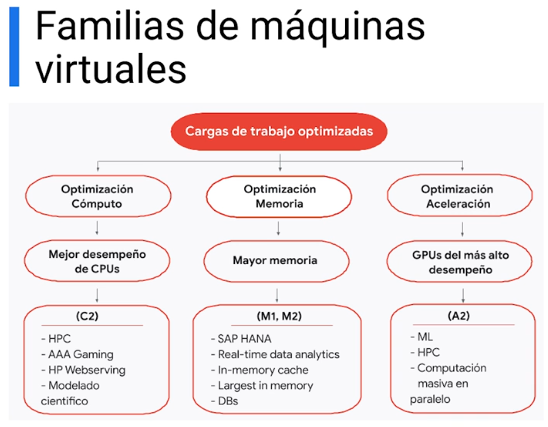 Familias de máquinas
virtuales
Cargas de trabajo optimizadas
Optimización
Cómputo
Optimización
Memoria
Optimización
Aceleración
Mejor desempeño
de CPUs
Mayor memoria
GPUs del más alto
desempeño
(C2)
- HPC
- AAA Gaming
- HP Webserving
- Modelado
científico
(M1, M2)
- SAP HANA
- Real-time data analytics
- In-memory cache
- Largest in memory
- DBs
(A2)
- ML
- HPC
- Computación
masiva en
paralelo